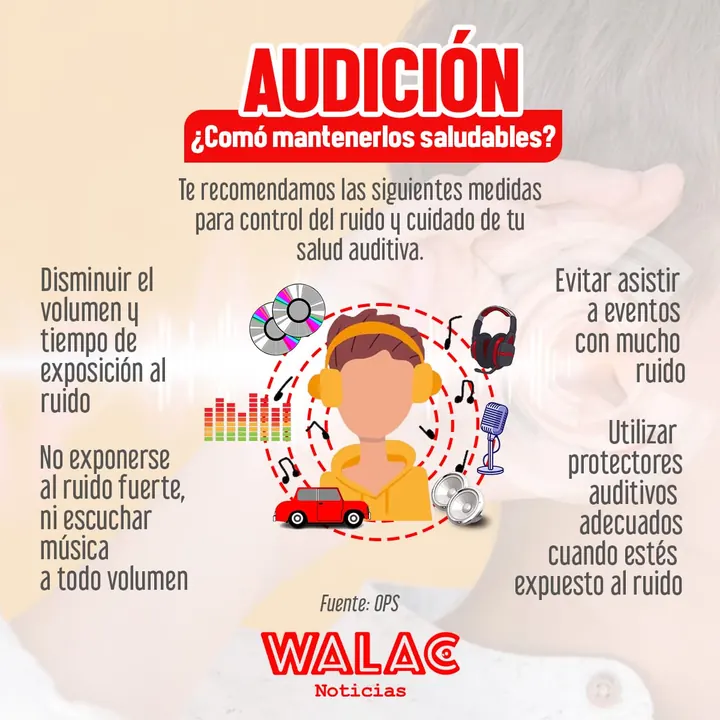 AUDICIÓN
¿Comó mantenerlos saludables?
Te recomendamos las siguientes medidas
para control del ruido y cuidado de tu
salud auditiva.
Disminuir el
volumen y
tiempo de
exposición al
ruido
No exponerse
al ruido fuerte,
ni escuchar
música
a todo volumen
Evitar asistir
a eventos
con mucho
ruido
Utilizar
protectores
auditivos
adecuados
cuando estés
expuesto al ruido
Fuente: OPS
WALAC
Noticias